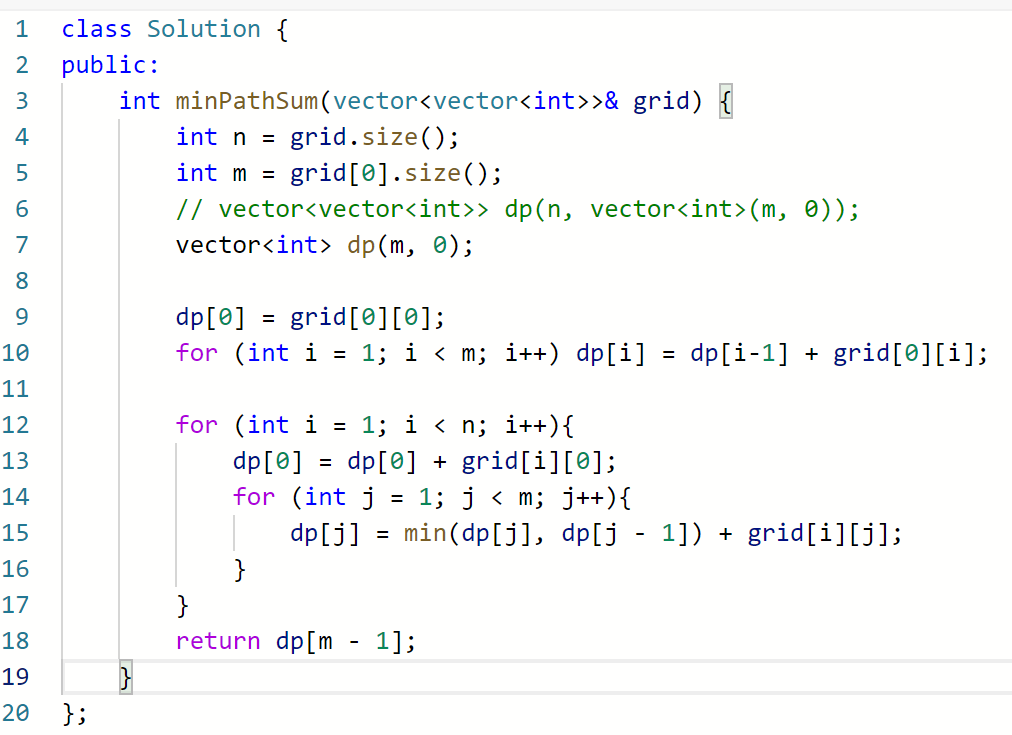 1 class Solution {
2 public:
3     int minPathSum(vector<vector<int>>& grid) {
4         int n = grid.size();
5         int m = grid[0].size();
6         // vector<vector<int>> dp(n, vector<int>(m, 0));
7         vector<int> dp(m, 0);
8
9         dp[0] = grid[0][0];
10         for (int i = 1; i < m; i++) dp[i] = dp[i-1] + grid[0][i];
11
12         for (int i = 1; i < n; i++){
13             dp[0] = dp[0] + grid[i][0];
14             for (int j = 1; j < m; j++){
15                 dp[j] = min(dp[j], dp[j - 1]) + grid[i][j];
16             }
17         }
18         return dp[m - 1];
19     }
20 };